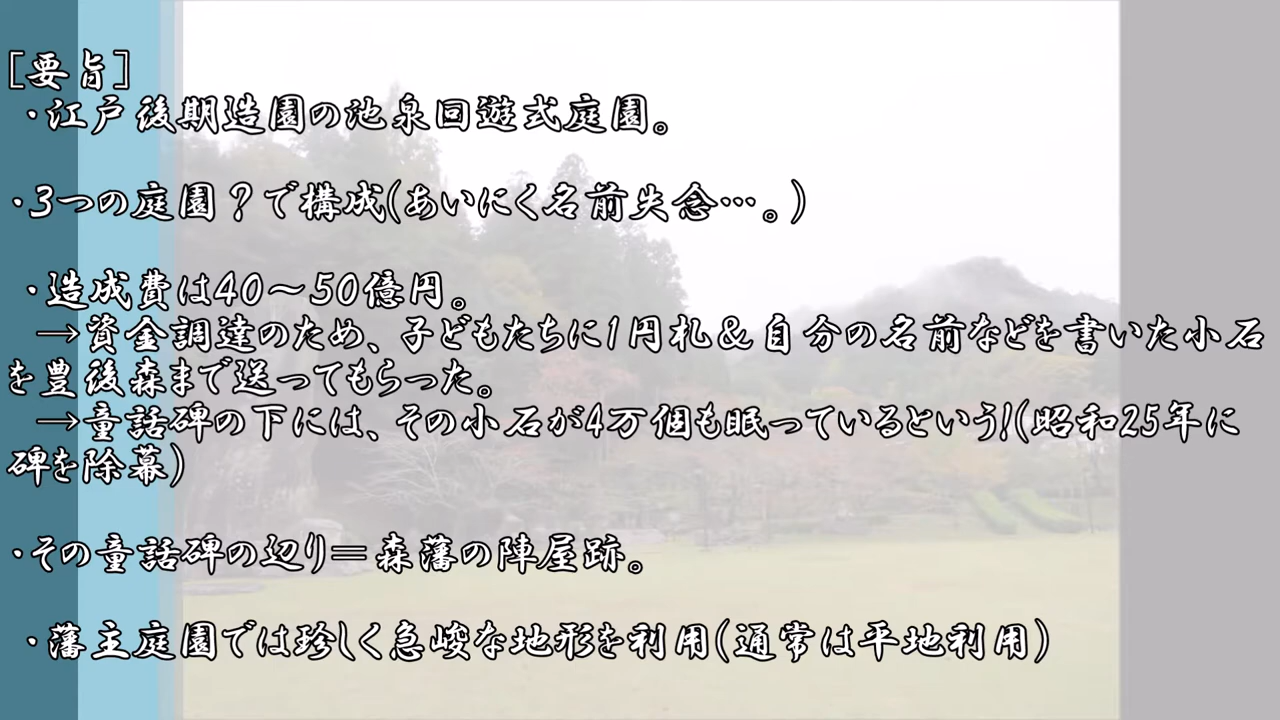 [要旨]
・江戸後期造園の池泉回遊式庭園。
・3つの庭園？で構成(あいにく名前失念…。)
・造成費は40～50億円。
→資金調達のため、子どもたちに1円札＆自分の名前などを書いた小石
を豊後森まで送ってもらった。
→童話碑の下には、その小石が4万個も眠っているという!(昭和25年に
碑を除幕)
・その童話碑の辺り＝森藩の陣屋跡。
・藩主庭園では珍しく急峻な地形を利用(通常は平地利用)